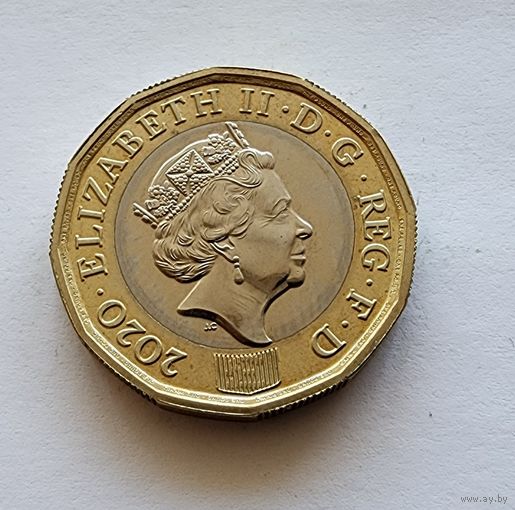 2020 · ELIZABETH II · D · G · REG · F · D
J.C
www.ay.by